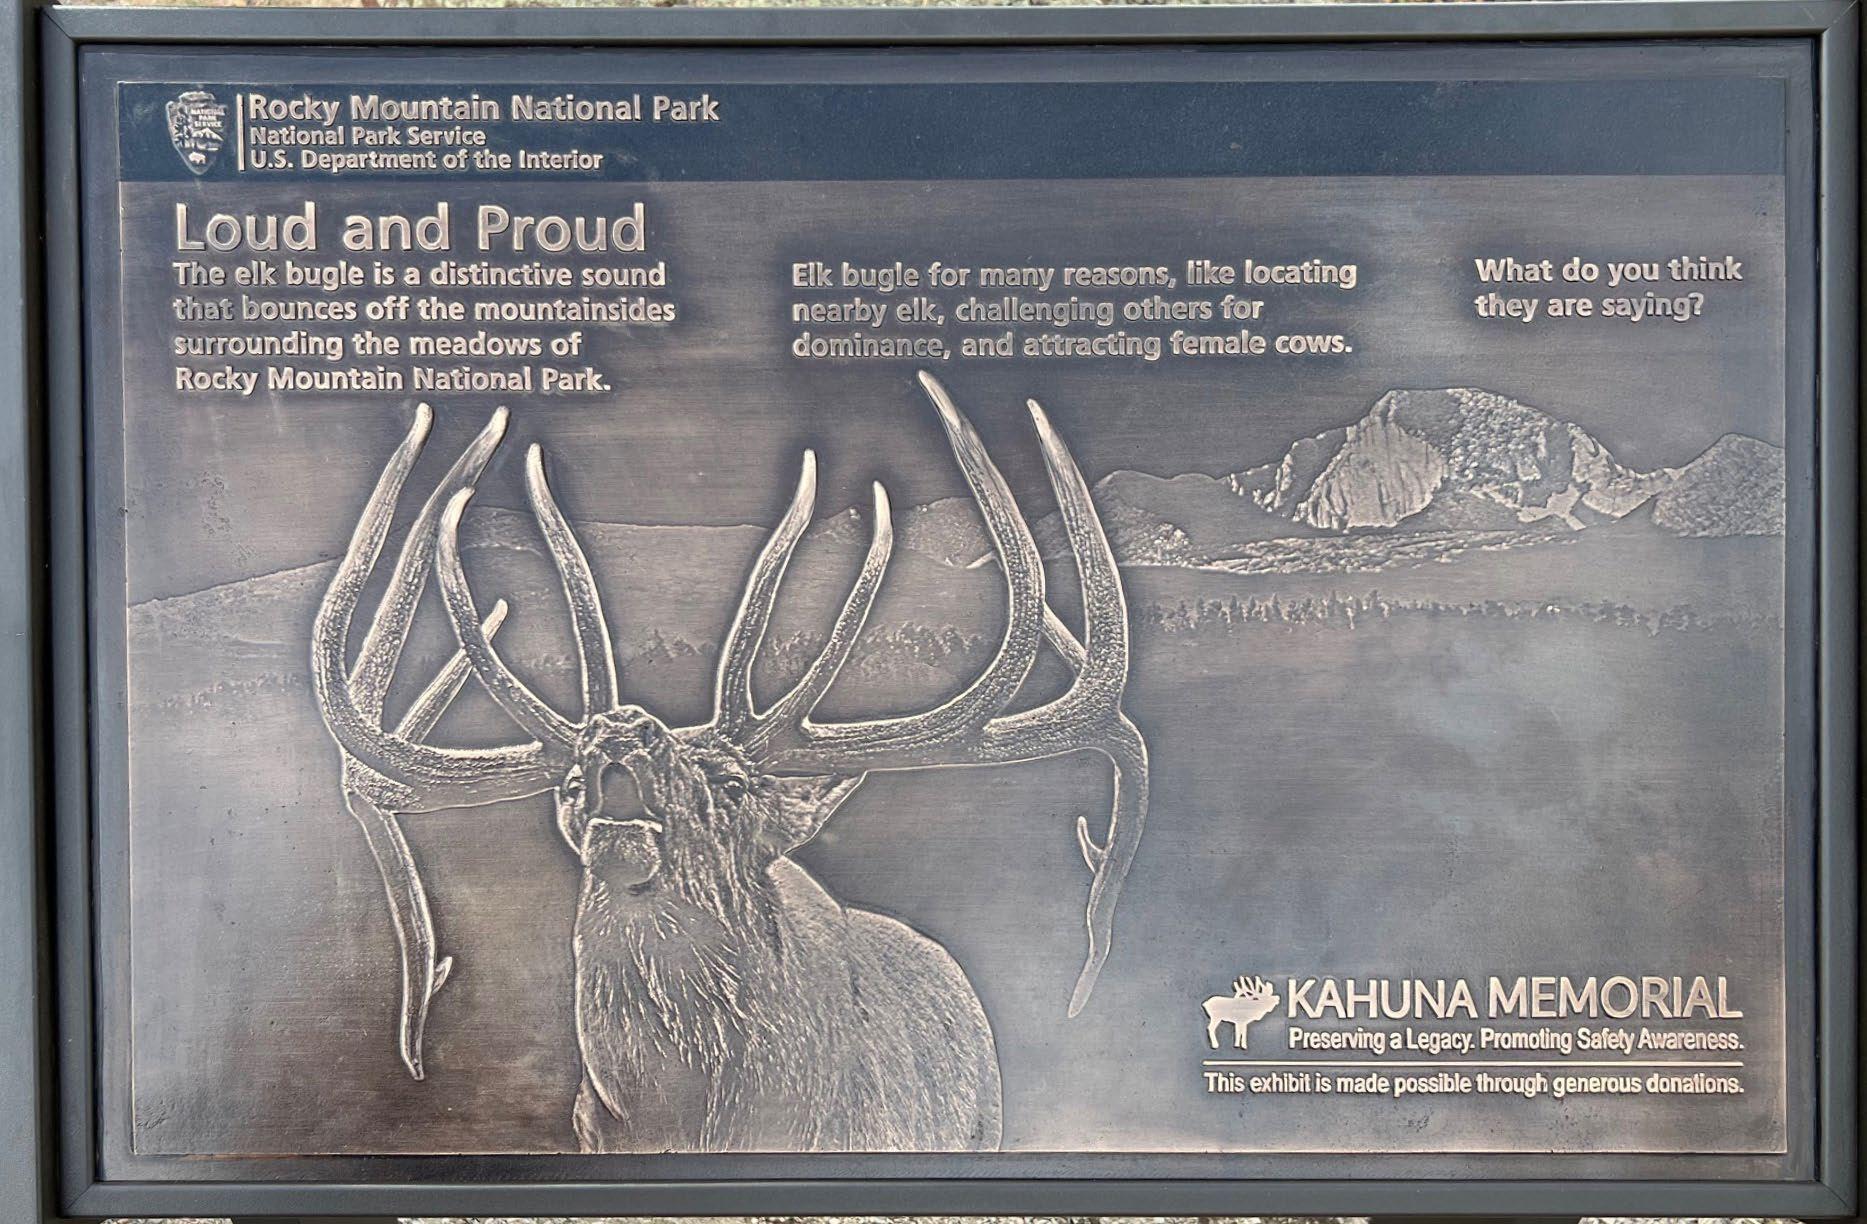 NATIONAL
PARK
SERVICE
Rocky Mountain National Park
National Park Service
U.S. Department of the Interior
Loud and Proud
The elk bugle is a distinctive sound
that bounces off the mountainsides
surrounding the meadows of
Rocky Mountain National Park.
Elk bugle for many reasons, like locating
nearby elk, challenging others for
dominance, and attracting female cows.
What do you think
they are saying?
KAHUNA MEMORIAL
Preserving a Legacy. Promoting Safety Awareness.
This exhibit is made possible through generous donations.